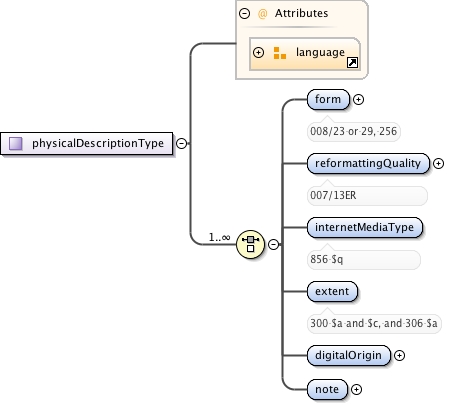 @ Attributes
language
physicalDescriptionType
1..∞
form
008/23 or 29, 256
reformattingQuality
007/13ER
internetMediaType
856 $q
extent
300 $a and $c, and 306 $a
digitalOrigin
note